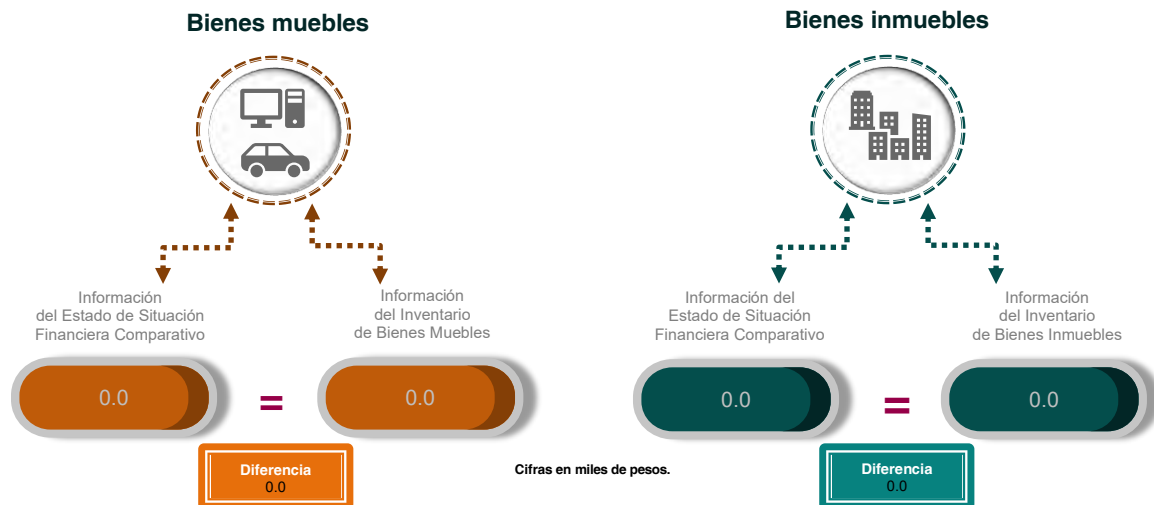 Bienes muebles
Información
del Estado de Situación
Financiera Comparativo
Información
del Inventario
de Bienes Muebles
0.0
=
0.0
Diferencia
0.0
Cifras en miles de pesos.
Bienes inmuebles
Información del
Estado de Situación
Financiera Comparativo
Información
del Inventario
de Bienes Inmuebles
0.0
=
0.0
Diferencia
0.0